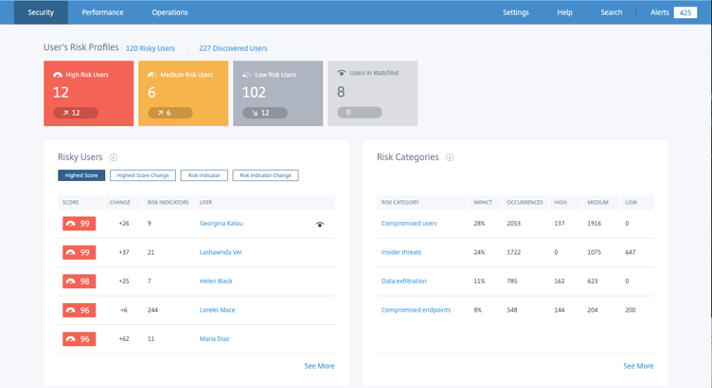 Security Performance Operations Settings Help Search Alerts 425
User's Risk Profiles 120 Risky Users 227 Discovered Users
High Risk Users Medium Risk Users Low Risk Users Users in Watchlist
12 6 102 8
12 6 12 0
Risky Users
Highest Score Highest Score Change Risk Indicator Risk Indicator Change
SCORE CHANGE RISK INDICATORS USER
99 +26 9 Georgina Kalou
99 +37 21 Lashawnda Ver
98 +25 7 Helen Black
96 +6 244 Lorelei Mace
96 +62 11 Maria Diaz
See More
Risk Categories
RISK CATEGORY IMPACT OCCURRENCES HIGH MEDIUM LOW
Compromised users 28% 2053 137 1916 0
Insider threats 24% 1722 0 1075 647
Data exfiltration 11% 785 162 623 0
Compromised endpoints 8% 548 144 204 200
See More